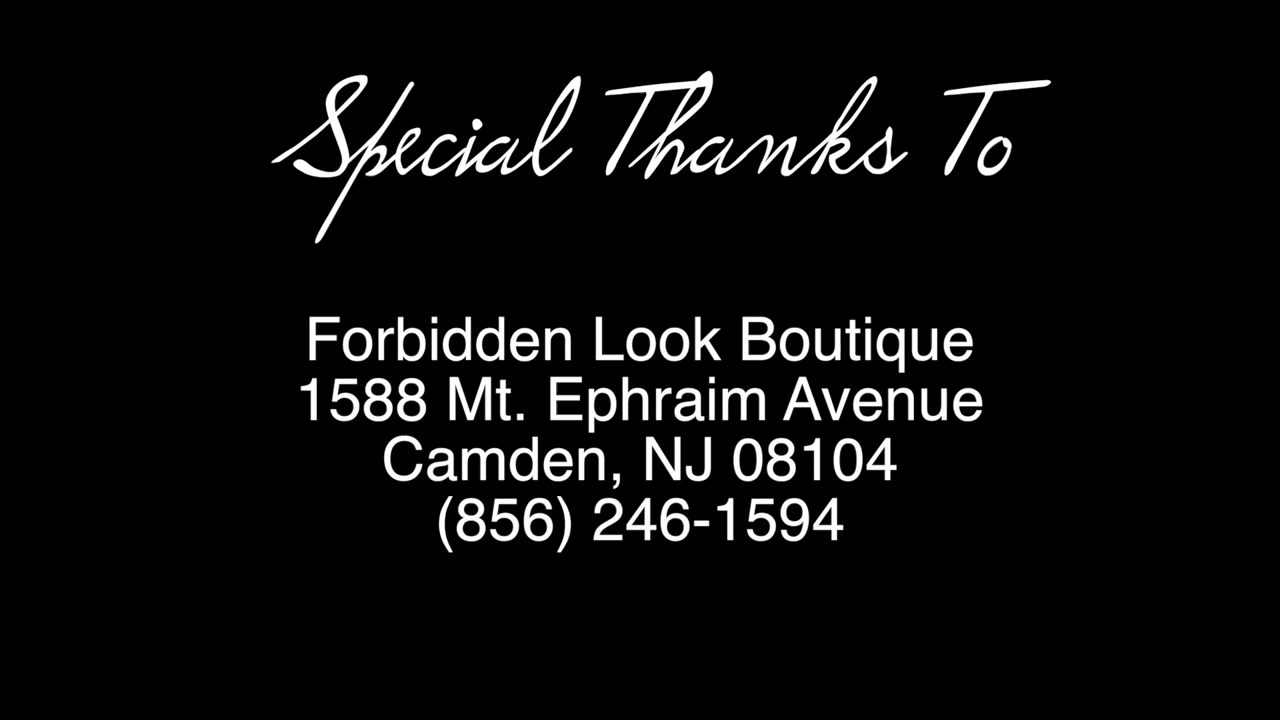 Special Thanks To
Forbidden Look Boutique
1588 Mt. Ephraim Avenue
Camden, NJ 08104
(856) 246-1594